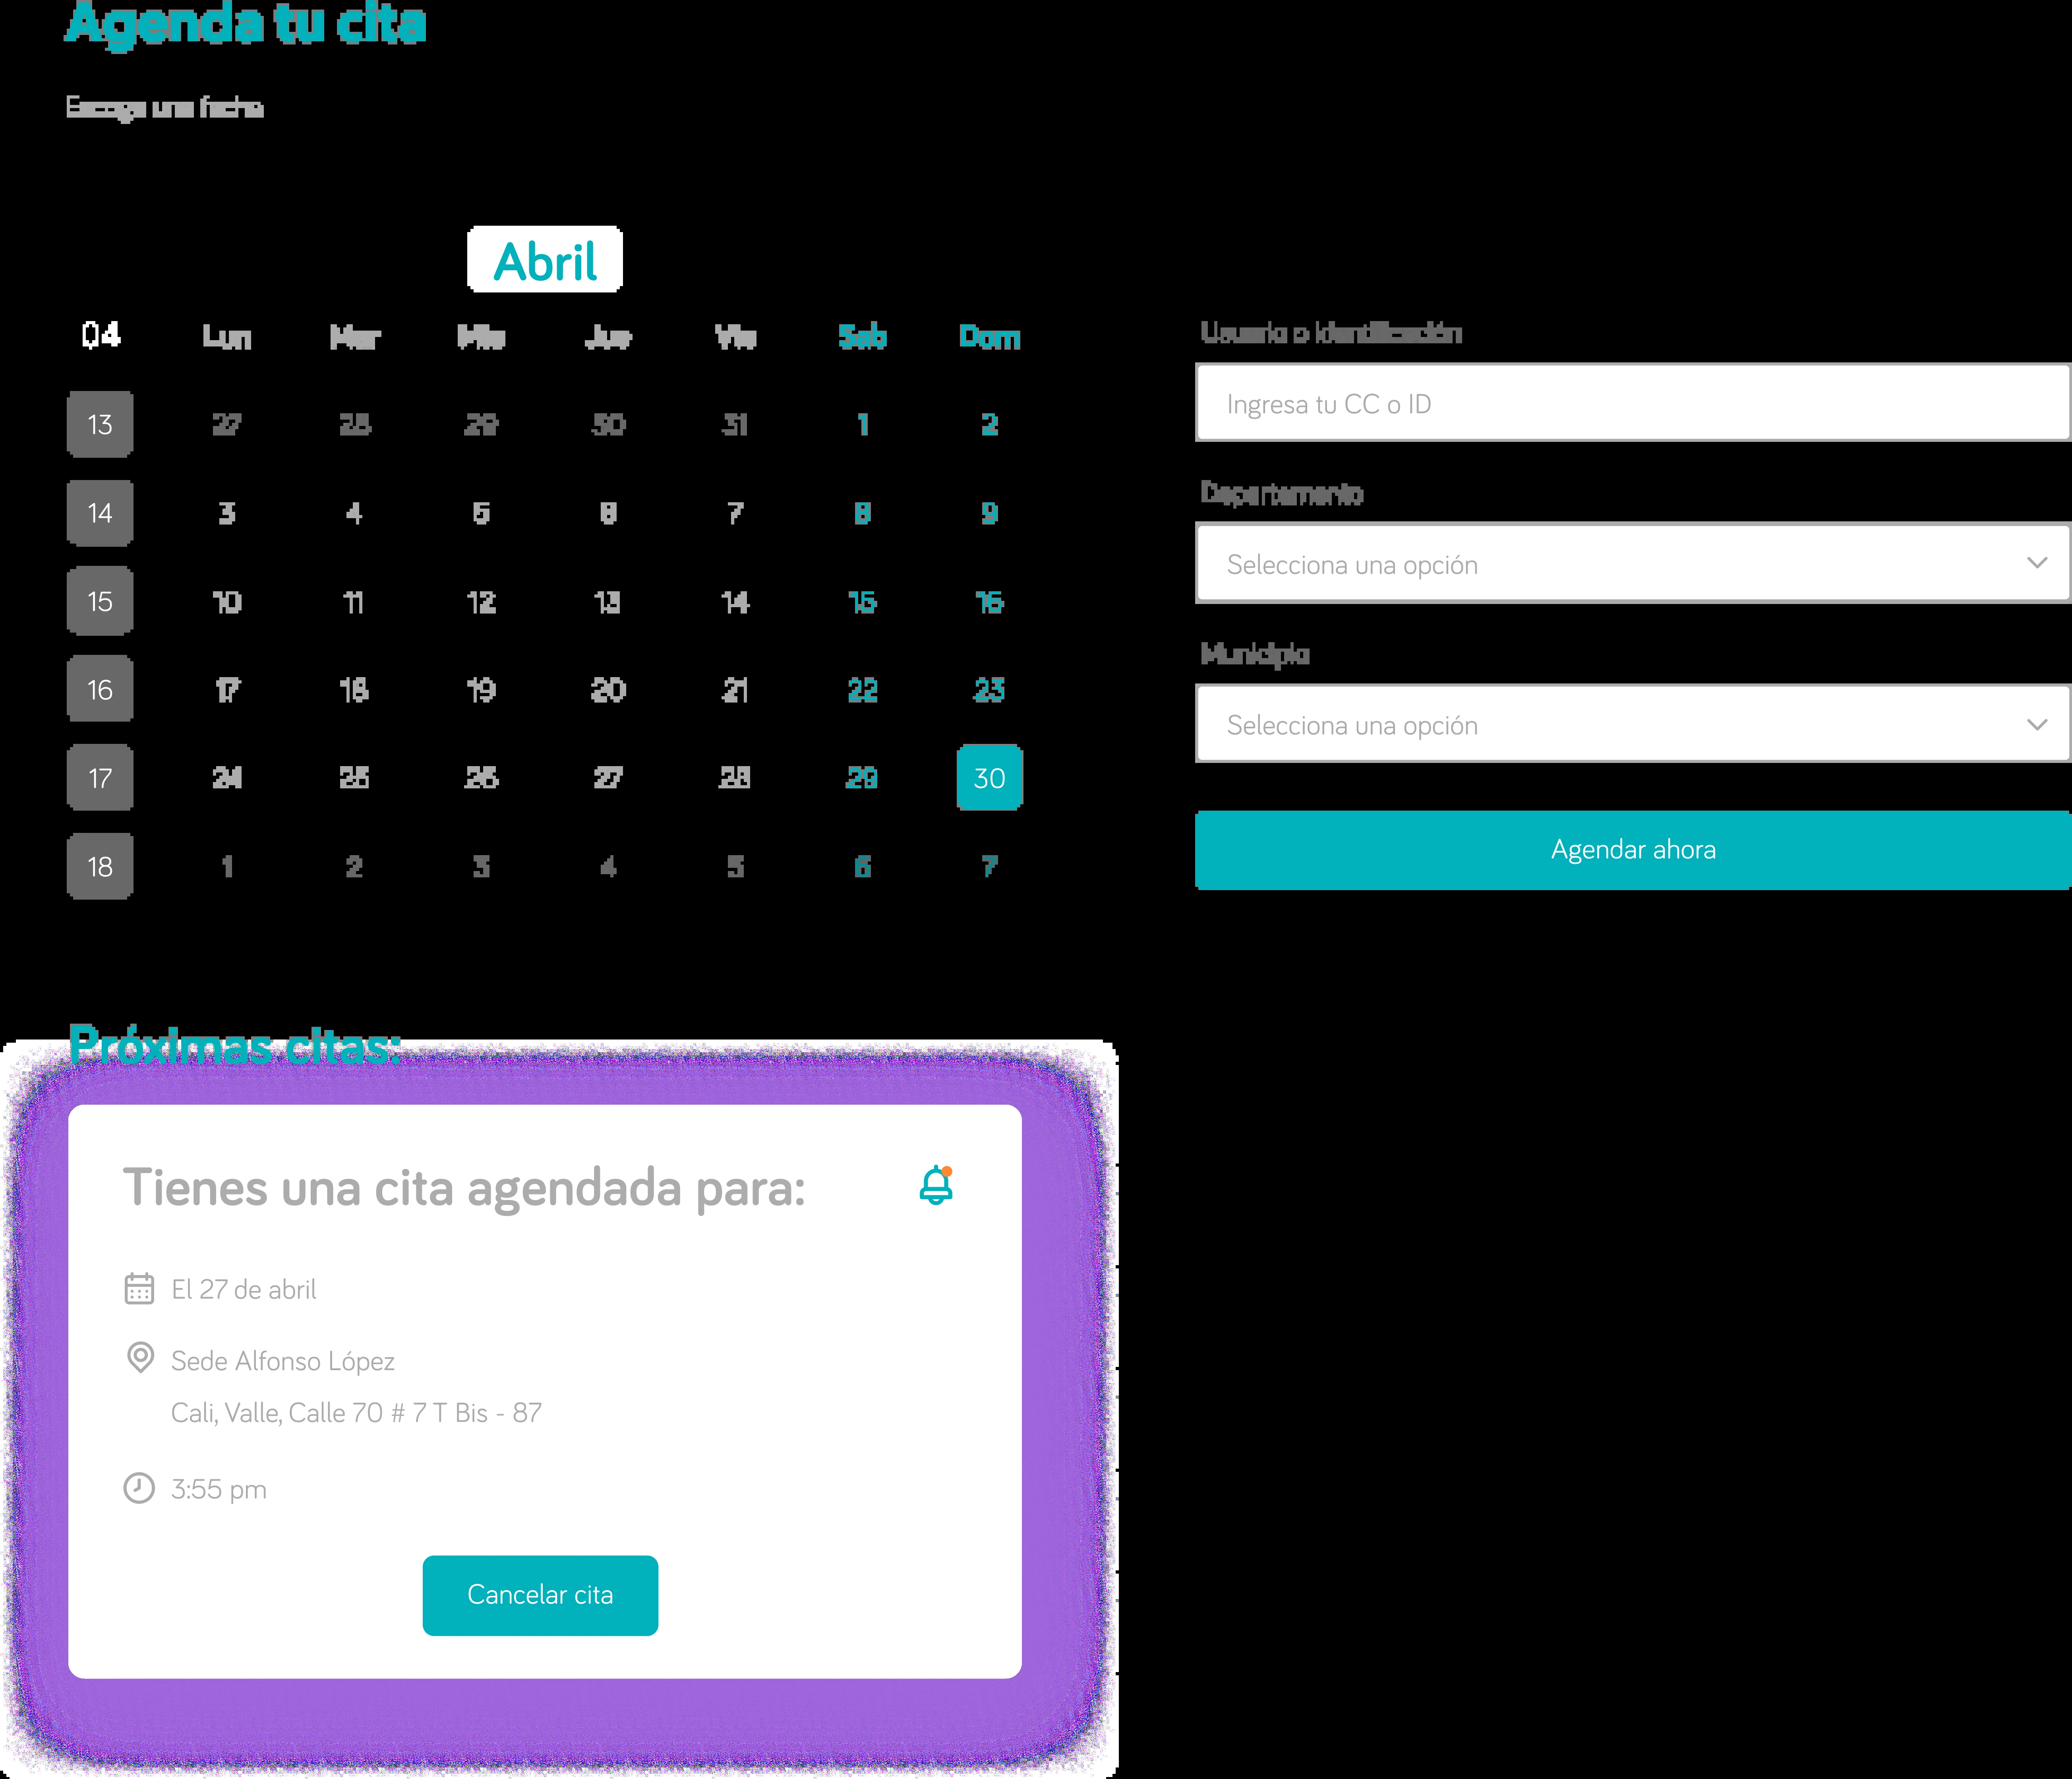 Agenda tu cita
Escoge una fecha
Abril
04 Lun Mar Mie Jue Vie Sab Dom
13 27 28 29 30 31 1 2
14 3 4 5 6 7 8 9
15 10 11 12 13 14 15 16
16 17 18 19 20 21 22 23
17 24 25 26 27 28 29 30
18 1 2 3 4 5 6 7
Usuario o identificación
Ingresa tu CC o ID
Departamento
Selecciona una opción
Municipio
Selecciona una opción
Agendar ahora
Próximas citas:
Tienes una cita agendada para:
El 27 de abril
Sede Alfonso López
Cali, Valle, Calle 70 # 7 T Bis - 87
3:55 pm
Cancelar cita